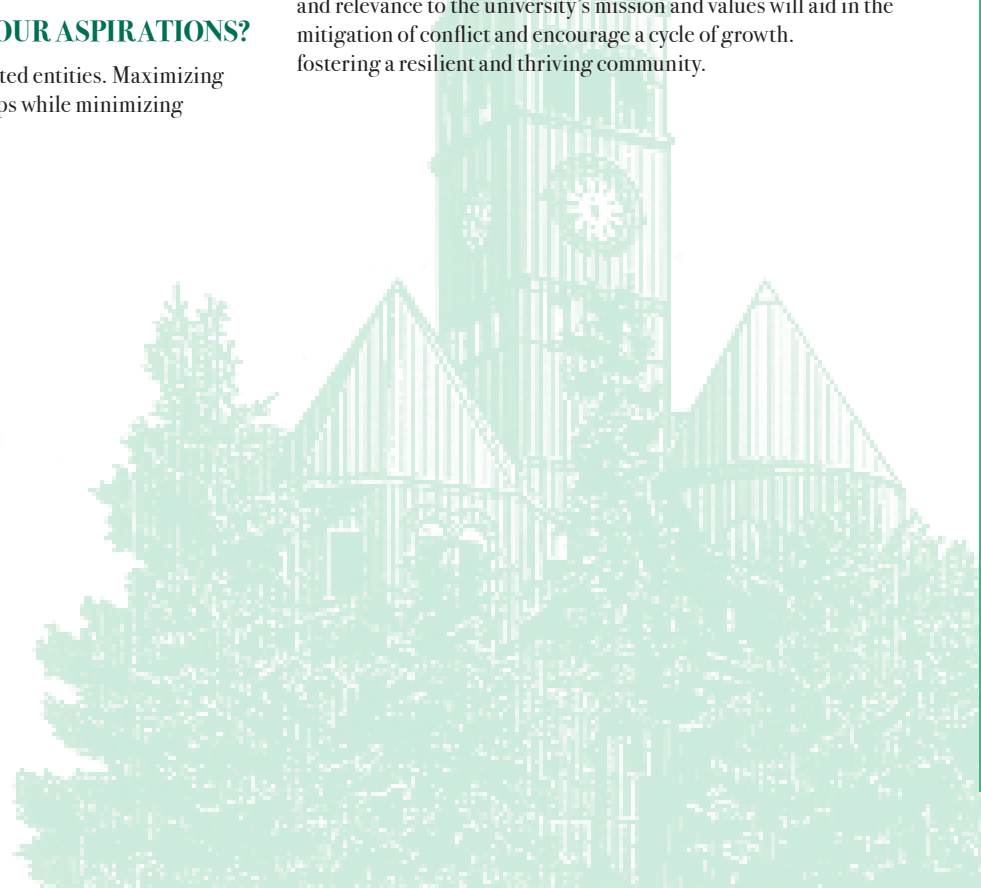 OUR ASPIRATIONS?
ted entities. Maximizing
ps while minimizing
and relevance to the university's mission and values will aid in the
mitigation of conflict and encourage a cycle of growth.
fostering a resilient and thriving community.